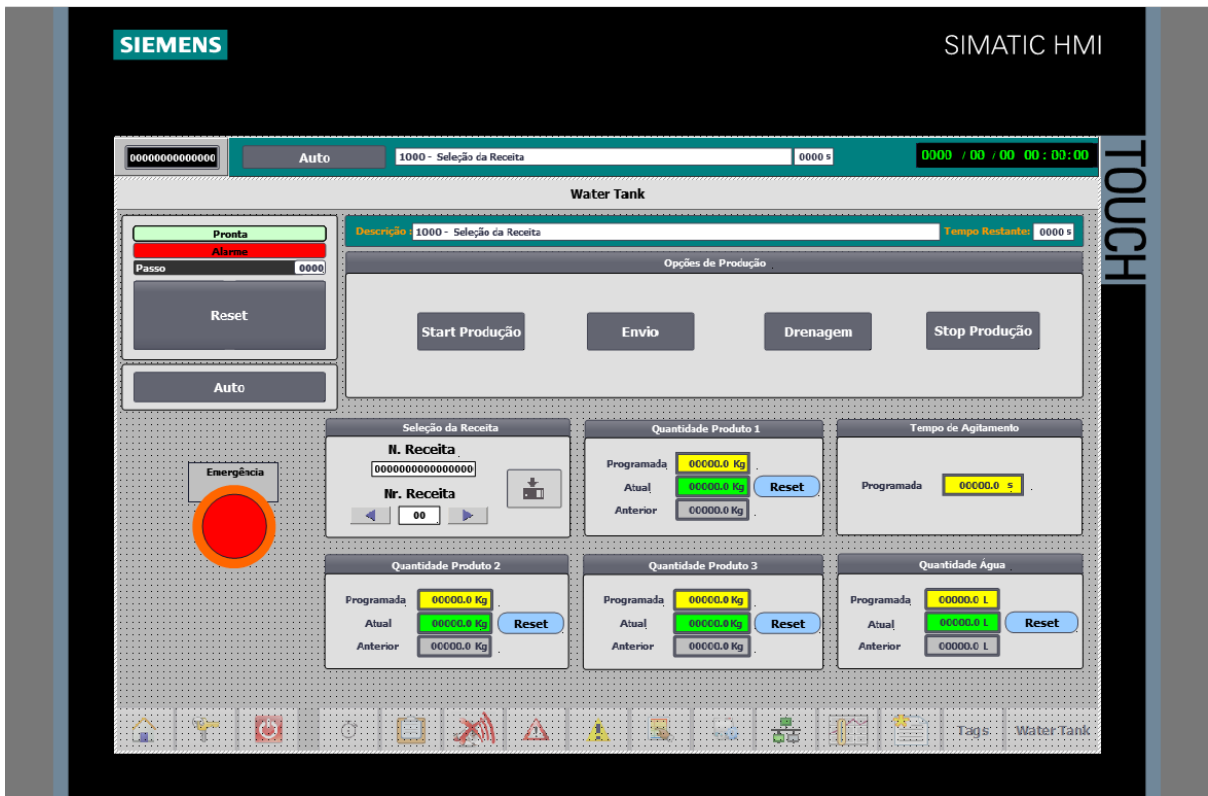 SIEMENS
SIMATIC HMI
TOUCH
00000000000000
Auto
1000 - Seleção da Receita
0000 s
0000 / 00 / 00 00 : 00 : 00
Water Tank
Pronta
Alarme
Passo 0000
Reset
Auto
Descrição : 1000 - Seleção da Receita
Tempo Restante: 0000 s
Opções de Produção
Start Produção
Envio
Drenagem
Stop Produção
Emergência
Seleção da Receita
N. Receita
0000000000000000
Nr. Receita
00
Quantidade Produto 1
Programada 00000.0 Kg
Atual 00000.0 Kg Reset
Anterior 00000.0 Kg
Tempo de Agitamento
Programada 00000.0 s
Quantidade Produto 2
Programada 00000.0 Kg
Atual 00000.0 Kg Reset
Anterior 00000.0 Kg
Quantidade Produto 3
Programada 00000.0 Kg
Atual 00000.0 Kg Reset
Anterior 00000.0 Kg
Quantidade Água
Programada 00000.0 L
Atual 00000.0 L Reset
Anterior 00000.0 L
Tags
Water Tank